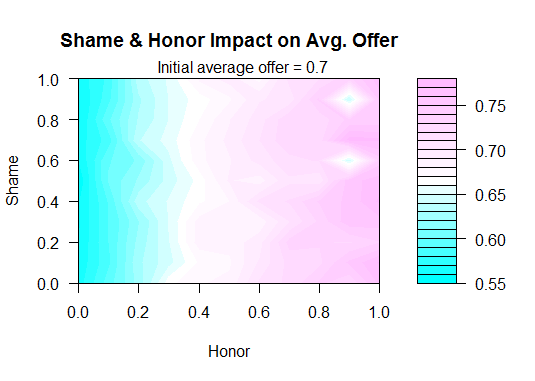 Shame & Honor Impact on Avg. Offer
Initial average offer = 0.7
1.0
0.8
0.6
0.4
0.2
0.0
Shame
0.0 0.2 0.4 0.6 0.8 1.0
Honor
0.75
0.70
0.65
0.60
0.55